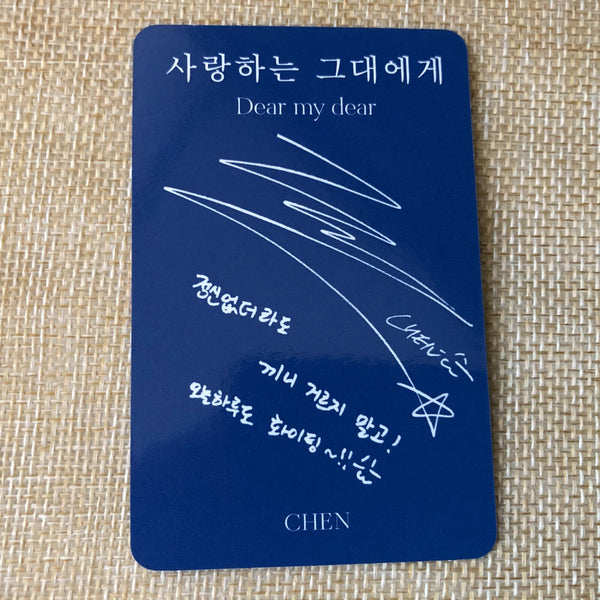 사랑하는 그대에게
Dear my dear
CHEN
정신없더라도
끼니 거르지 말고!
오늘하루도 화이팅~!!
CHEN